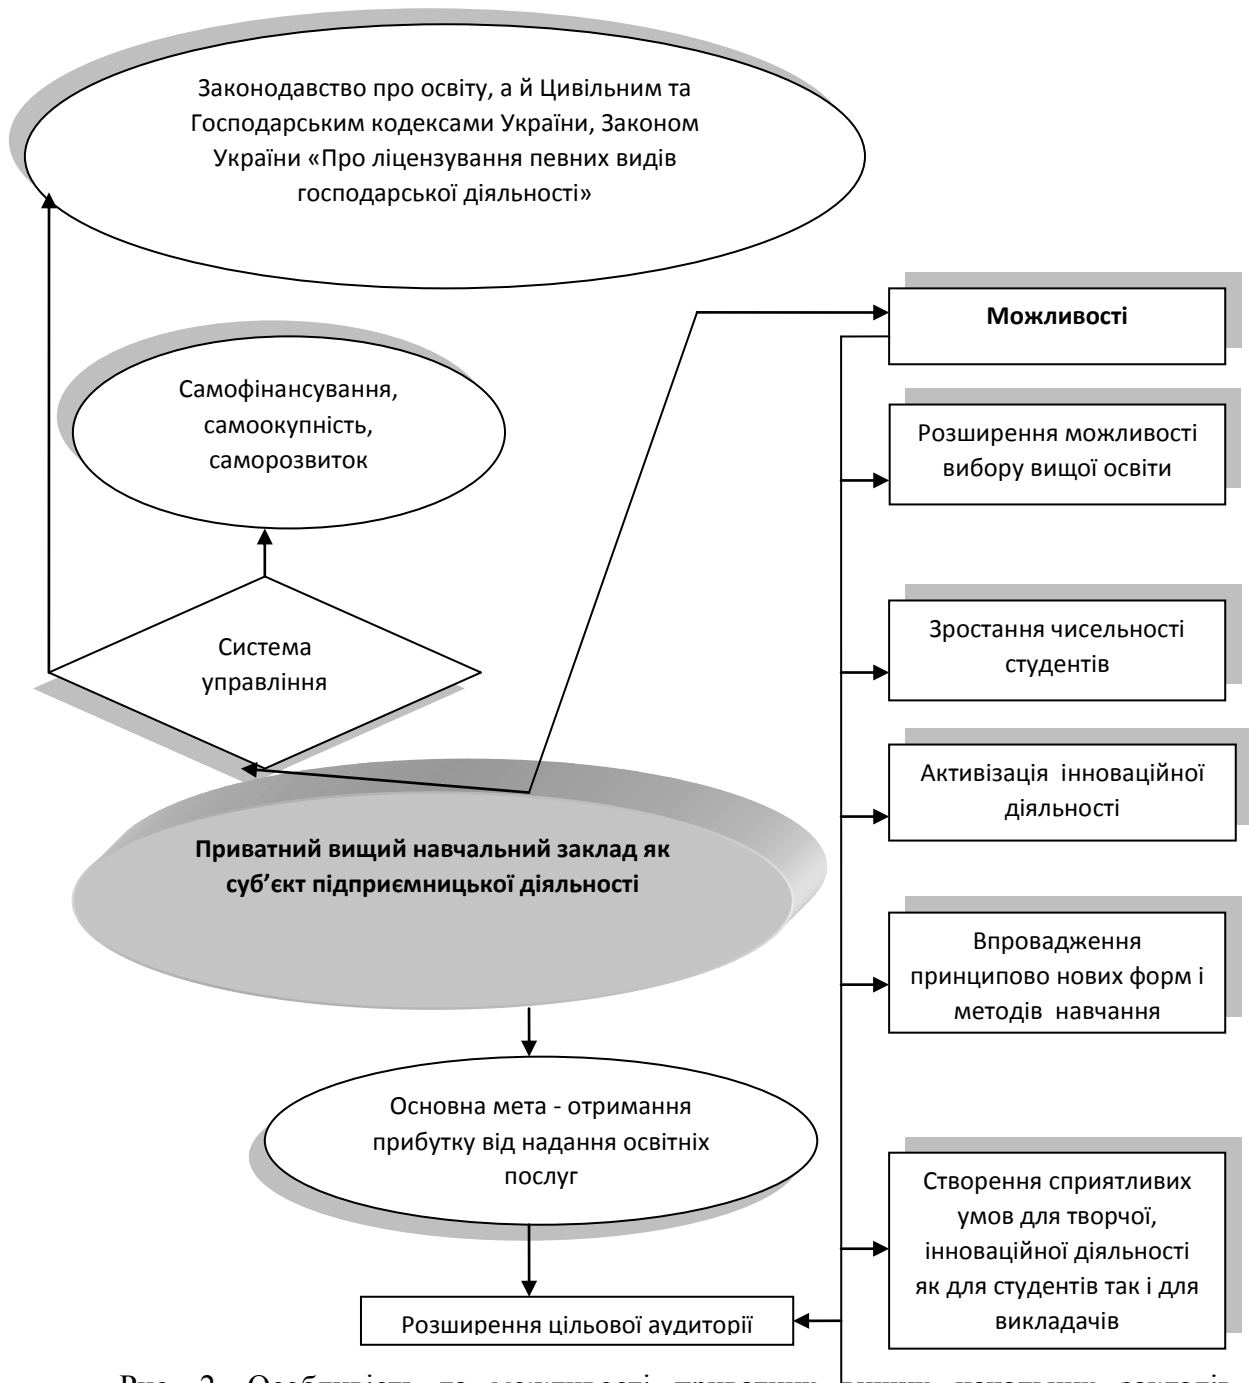 Законодавство про освіту, а й Цивільним та
Господарським кодексами України, Законом
України «Про ліцензування певних видів
господарської діяльності»
Можливості
Самофінансування,
самоокупність,
саморозвиток
Розширення можливості
вибору вищої освіти
Система
управління
Зростання чисельності
студентів
Активізація інноваційної
діяльності
Приватний вищий навчальний заклад як
суб’єкт підприємницької діяльності
Впровадження
принципово нових форм і
методів навчання
Основна мета - отримання
прибутку від надання освітніх
послуг
Створення сприятливих
умов для творчої,
інноваційної діяльності
як для студентів так і для
викладачів
Розширення цільової аудиторії
Рис. 2. Особливість та можливості приватних вищих навчальних закладів